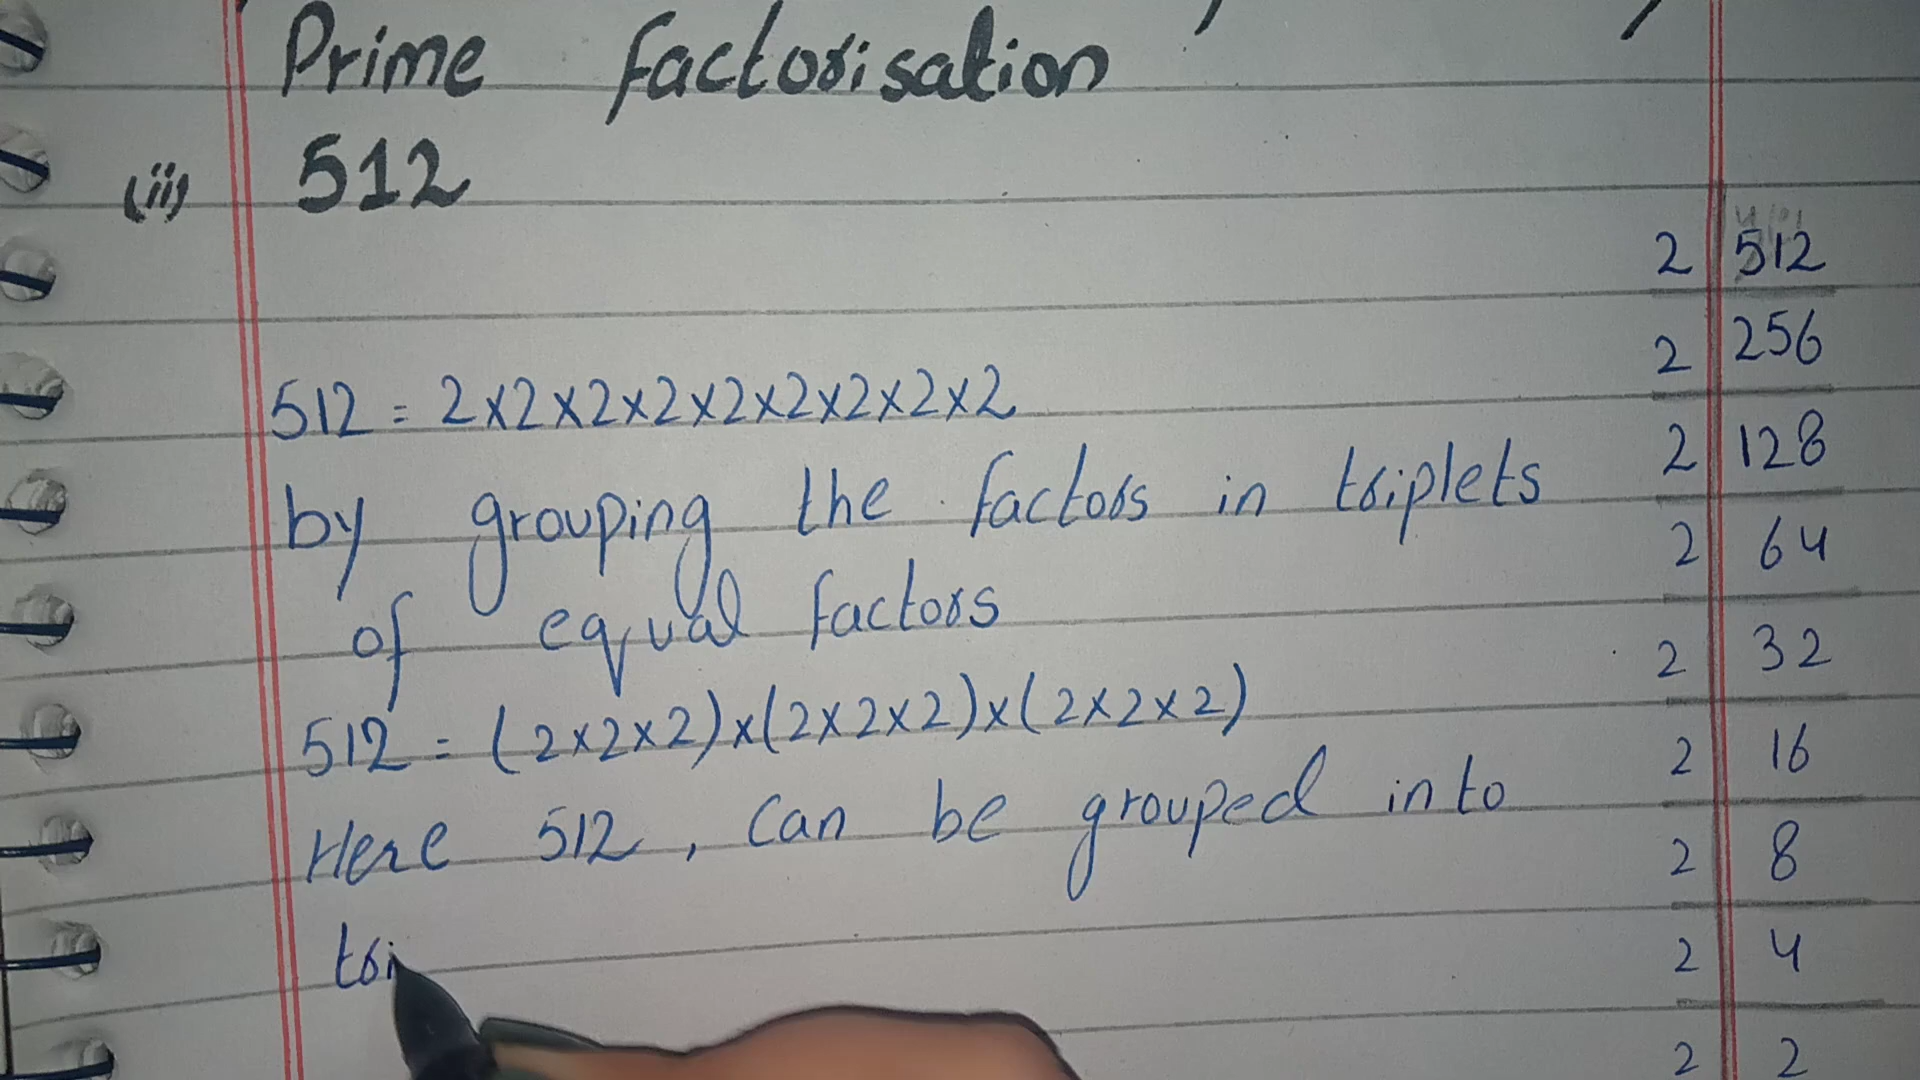 Prime factorisation
(ii) 512
512 = 2×2×2×2×2×2×2×2×2
by grouping the factors in triplets
of equal factors
512 = (2×2×2)×(2×2×2)×(2×2×2)
Here 512, can be grouped into
tri
2 512
2 256
2 128
2 64
2 32
2 16
2 8
2 4
2 2